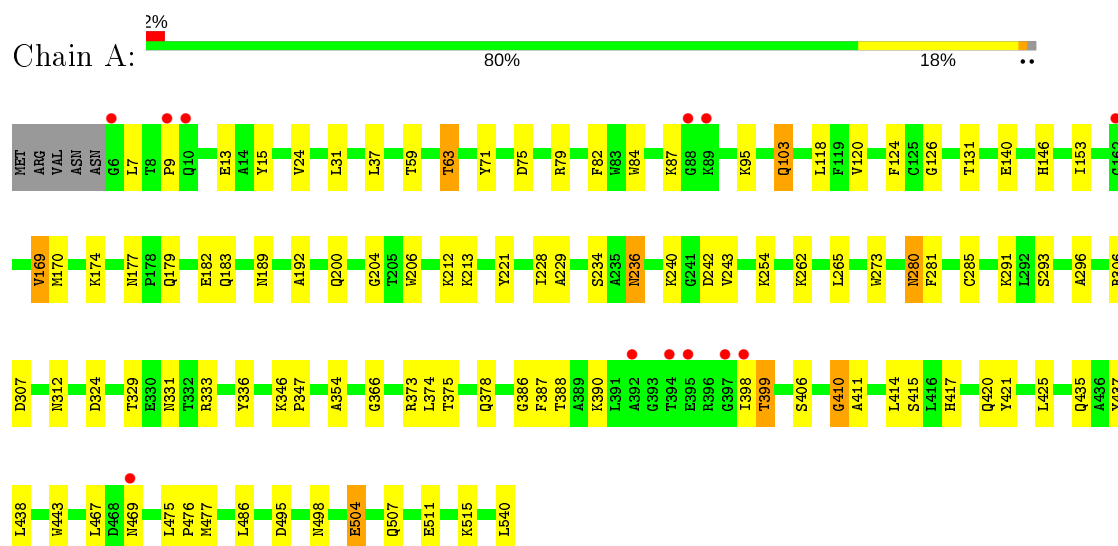 2%
Chain A:
80% 18% ••
MET ARG VAL ASN ASN G6 L7 T8 P9 Q10 E13 A14 Y15 V24 L31 L37 T59 T63 Y71 D75 R79 F82 W83 W84 K87 G88 K89 K95 Q103 L118 F119 V120 F124 C125 G126 T131 E140 H146 I153 G162
V169 M170 K174 N177 P178 Q179 E182 Q183 N189 A192 Q200 G204 T205 W206 K212 K213 Y221 I228 A229 S234 A235 N236 K240 G241 D242 V243 K254 K262 L265 W273 N280 F281 C285 K291 L292 S293 A296 R306
D307 N312 D324 T329 E330 N331 T332 R333 Y336 K346 P347 A354 G366 R373 L374 T375 Q378 G386 F387 T388 A389 K390 L391 A392 G393 T394 E395 R396 G397 I398 T399 S406 G410 A411 L414 S415 L416 H417 Q420 Y421 L425 Q435 A436 Y437
L438 W443 L467 D468 N469 L475 P476 M477 L486 D495 N498 E504 Q507 E511 K515 L540